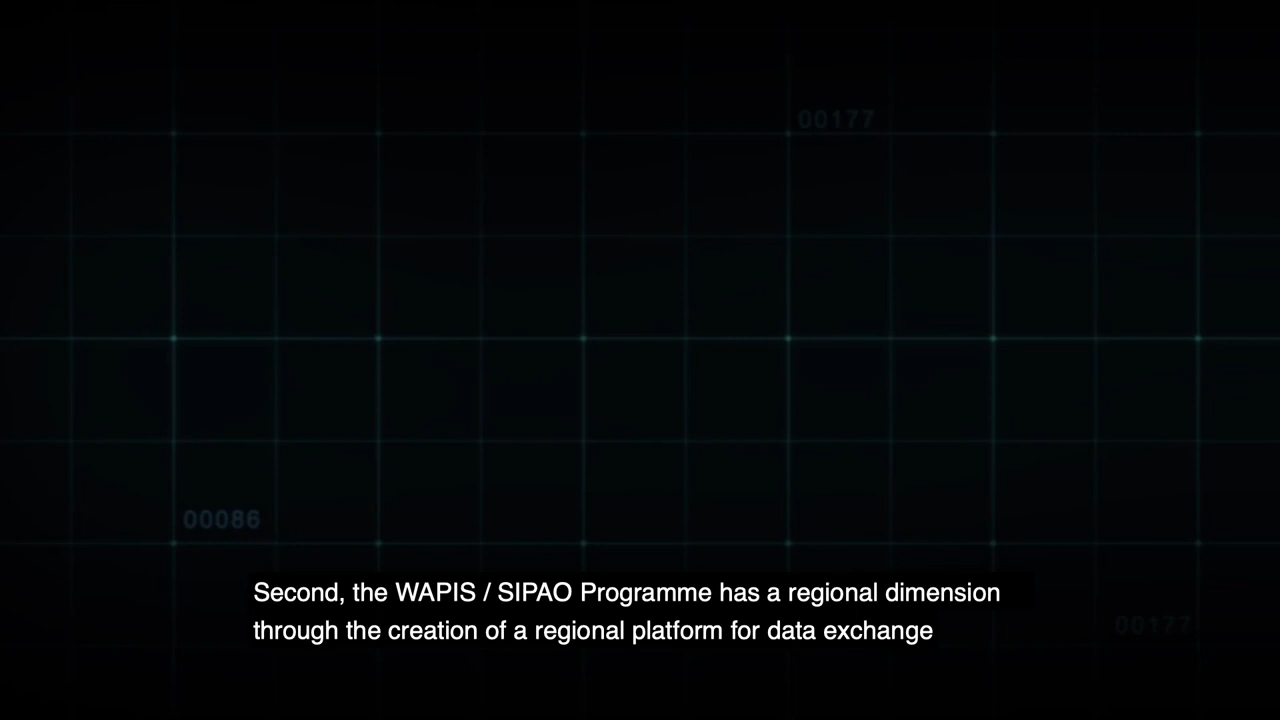 00177
00086
Second, the WAPIS / SIPAO Programme has a regional dimension
through the creation of a regional platform for data exchange
00177